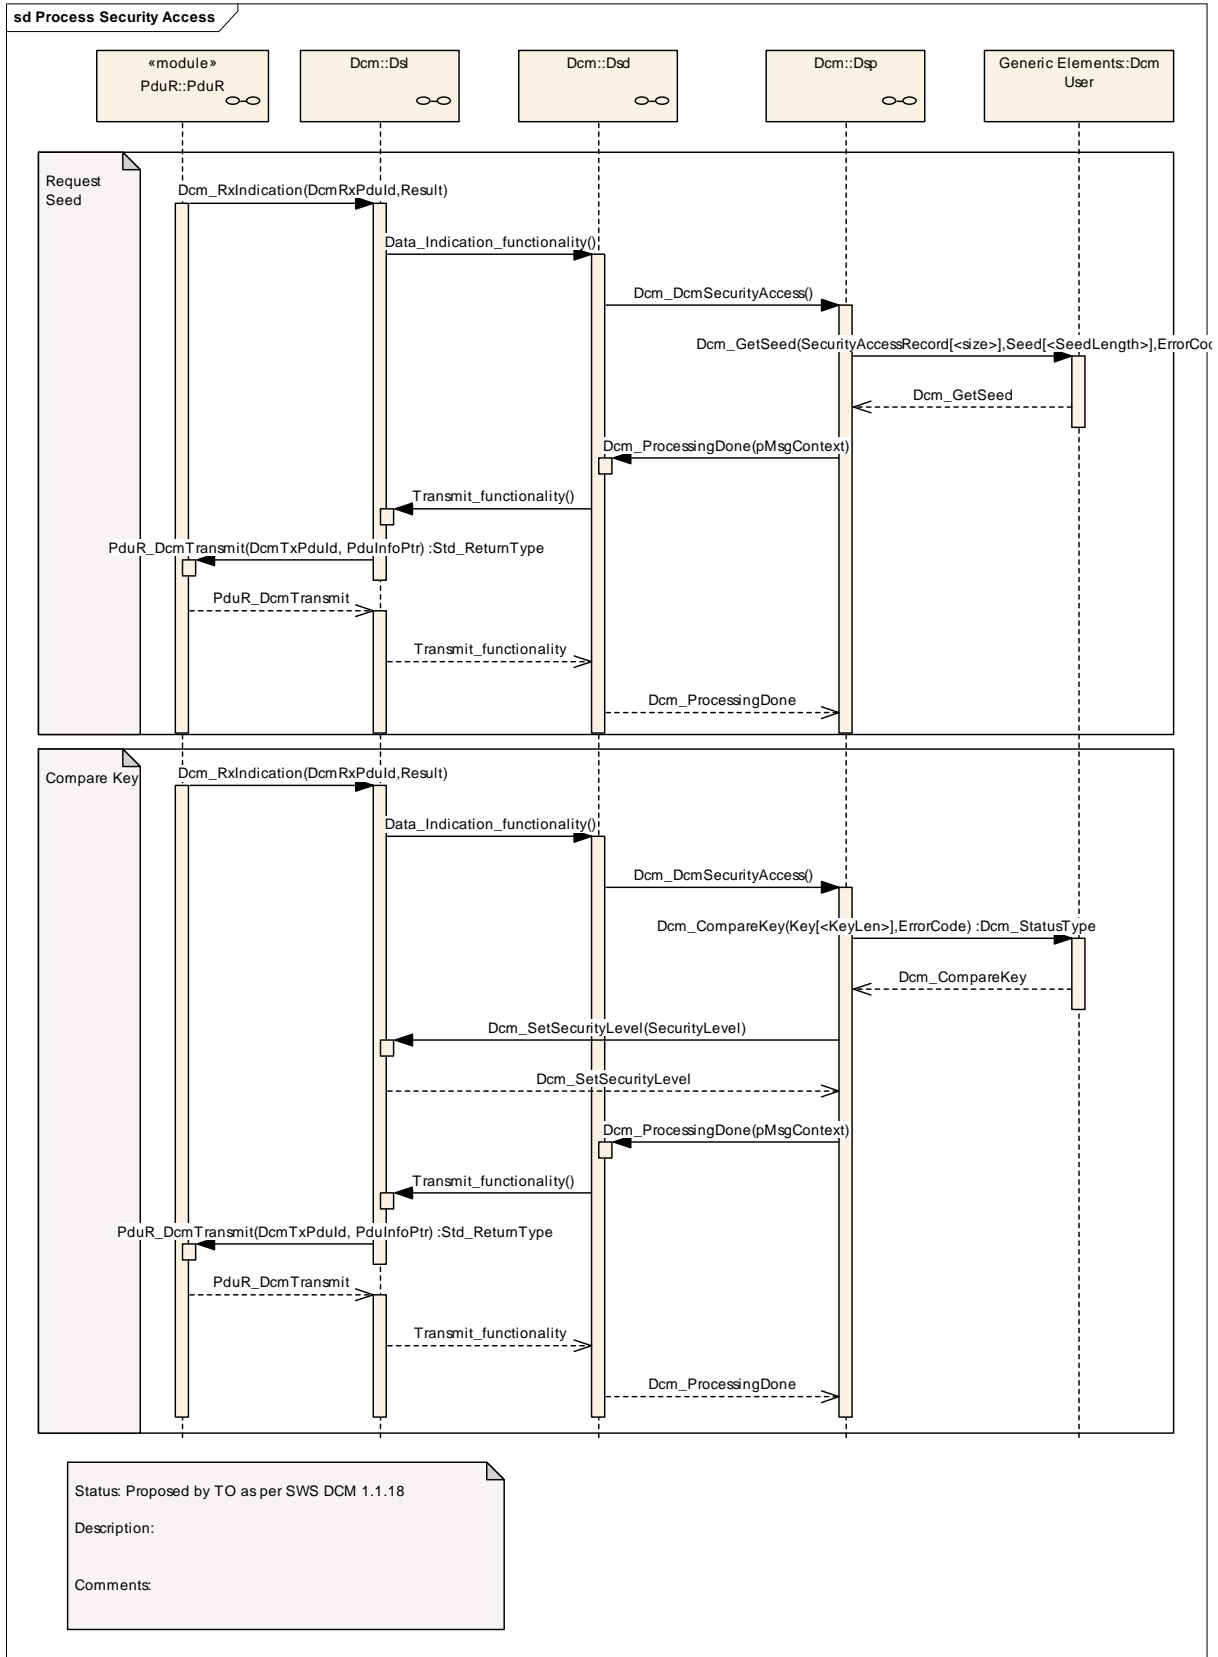 sd Process Security Access
«module»
PduR::PduR
Dcm::Dsl
Dcm::Dsd
Dcm::Dsp
Generic Elements::Dcm
User
Request
Seed
Dcm_RxIndication(DcmRxPduId,Result)
Data_Indication_functionality()
Dcm_DcmSecurityAccess()
Dcm_GetSeed(SecurityAccessRecord[<size>],Seed[<SeedLength>],ErrorCod
Dcm_GetSeed
Dcm_ProcessingDone(pMsgContext)
Transmit_functionality()
PduR_DcmTransmit(DcmTxPduId, PduInfoPtr) :Std_ReturnType
PduR_DcmTransmit
Transmit_functionality
Dcm_ProcessingDone
Compare Key
Dcm_RxIndication(DcmRxPduId,Result)
Data_Indication_functionality()
Dcm_DcmSecurityAccess()
Dcm_CompareKey(Key[<KeyLen>],ErrorCode) :Dcm_StatusType
Dcm_CompareKey
Dcm_SetSecurityLevel(SecurityLevel)
Dcm_SetSecurityLevel
Dcm_ProcessingDone(pMsgContext)
Transmit_functionality()
PduR_DcmTransmit(DcmTxPduId, PduInfoPtr) :Std_ReturnType
PduR_DcmTransmit
Transmit_functionality
Dcm_ProcessingDone
Status: Proposed by TO as per SWS DCM 1.1.18
Description:
Comments: